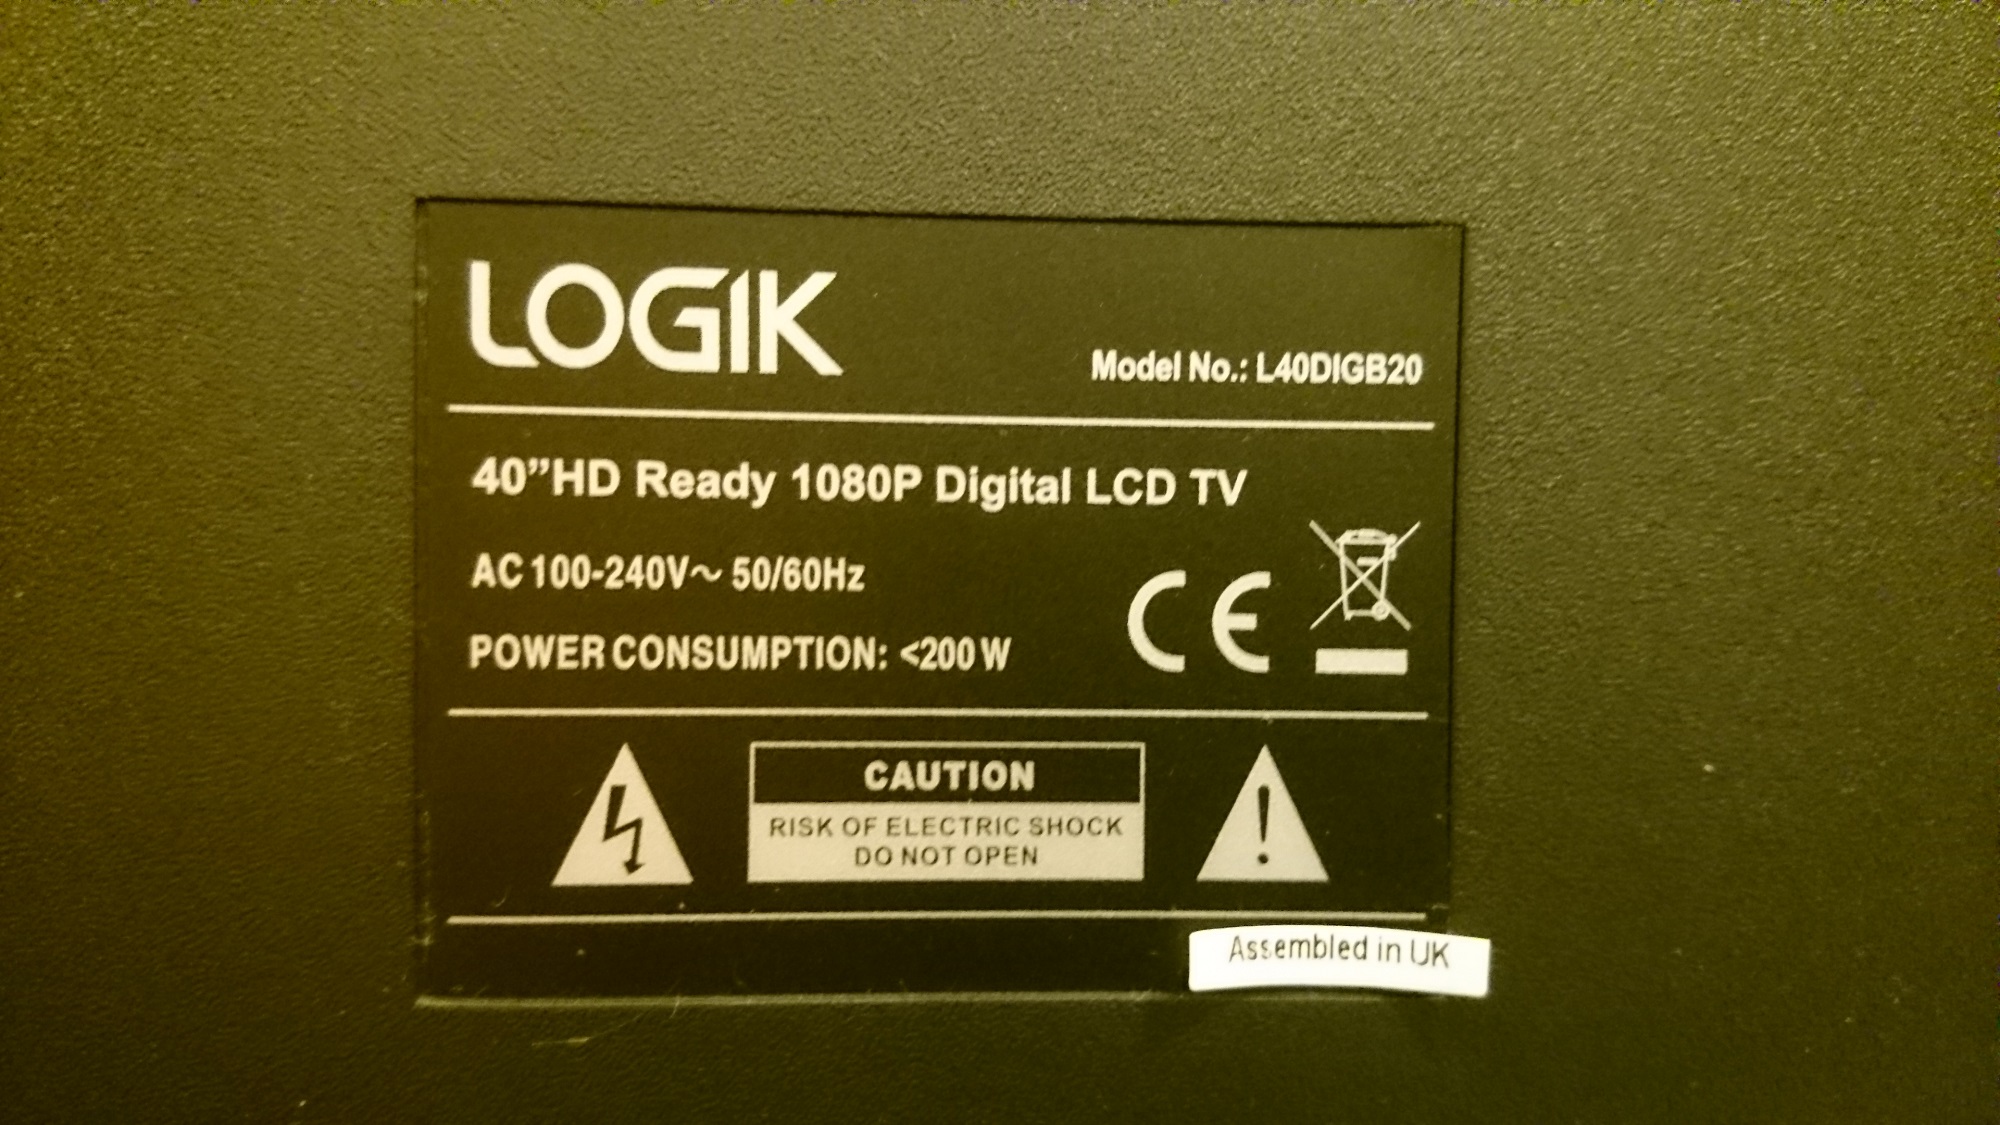 LOGIK
Model No.: L40DIGB20
40”HD Ready 1080P Digital LCD TV
AC 100-240V～ 50/60Hz
POWER CONSUMPTION: <200 W
CE
CAUTION
RISK OF ELECTRIC SHOCK
DO NOT OPEN
Assembled in UK